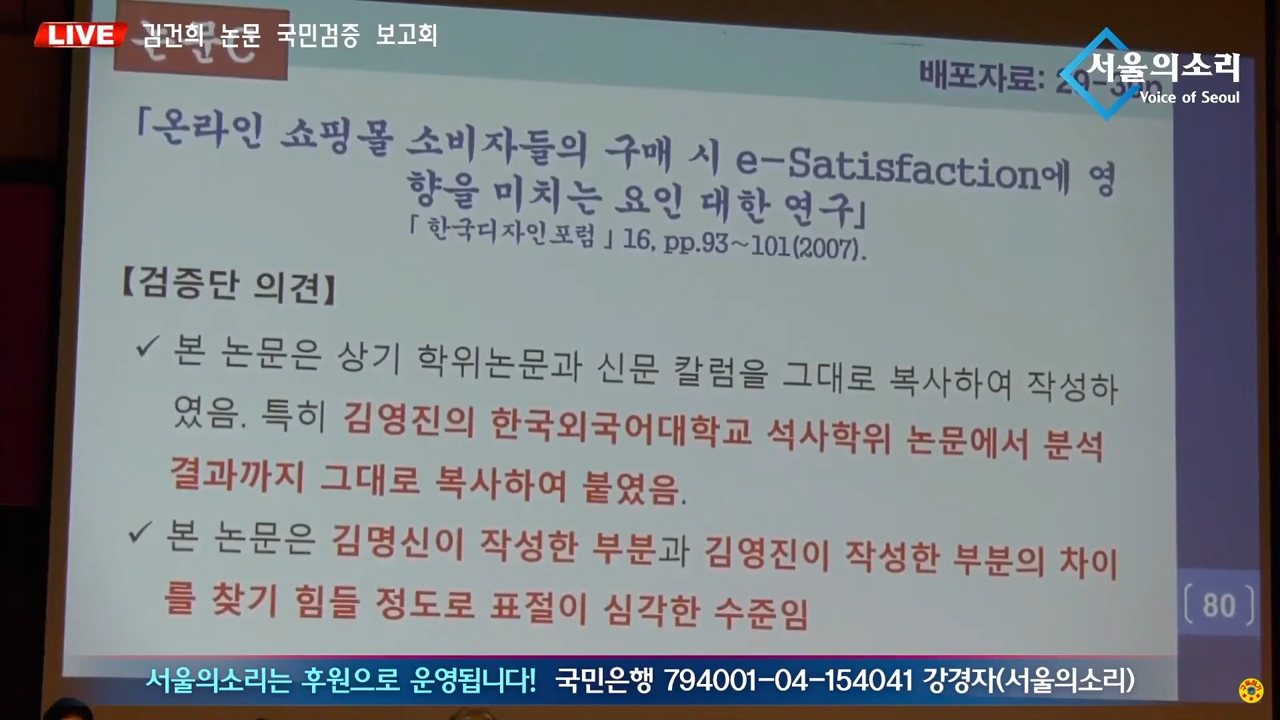 LIVE 김건희 논문 국민검증 보고회
서울의소리
Voice of Seoul
배포자료:
「온라인 쇼핑몰 소비자들의 구매 시 e-Satisfaction에 영
향을 미치는 요인 대한 연구」
「한국디자인포럼」16, pp.93~101(2007).
【검증단 의견】
✓ 본 논문은 상기 학위논문과 신문 칼럼을 그대로 복사하여 작성하
였음. 특히 김영진의 한국외국어대학교 석사학위 논문에서 분석
결과까지 그대로 복사하여 붙였음.
✓ 본 논문은 김명신이 작성한 부분과 김영진이 작성한 부분의 차이
를 찾기 힘들 정도로 표절이 심각한 수준임
80
서울의소리는 후원으로 운영됩니다! 국민은행 794001-04-154041 강경자(서울의소리)